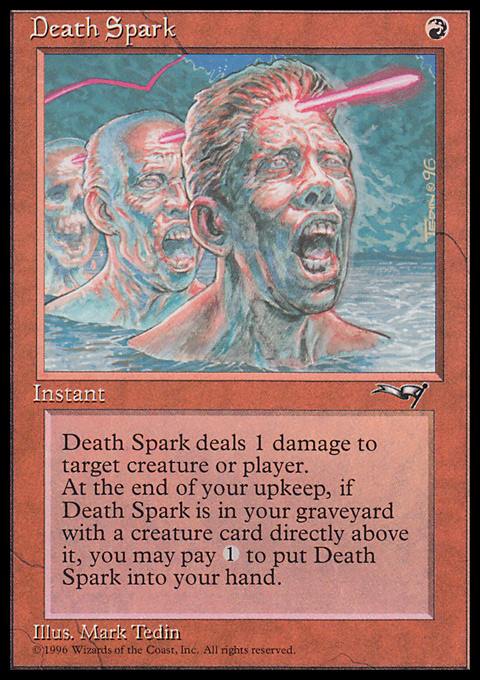 Death Spark
TEDIN © 96
Instant
Death Spark deals 1 damage to
target creature or player.
At the end of your upkeep, if
Death Spark is in your graveyard
with a creature card directly above
it, you may pay 1 to put Death
Spark into your hand.
Illus. Mark Tedin
©1996 Wizards of the Coast, Inc. All rights reserved.